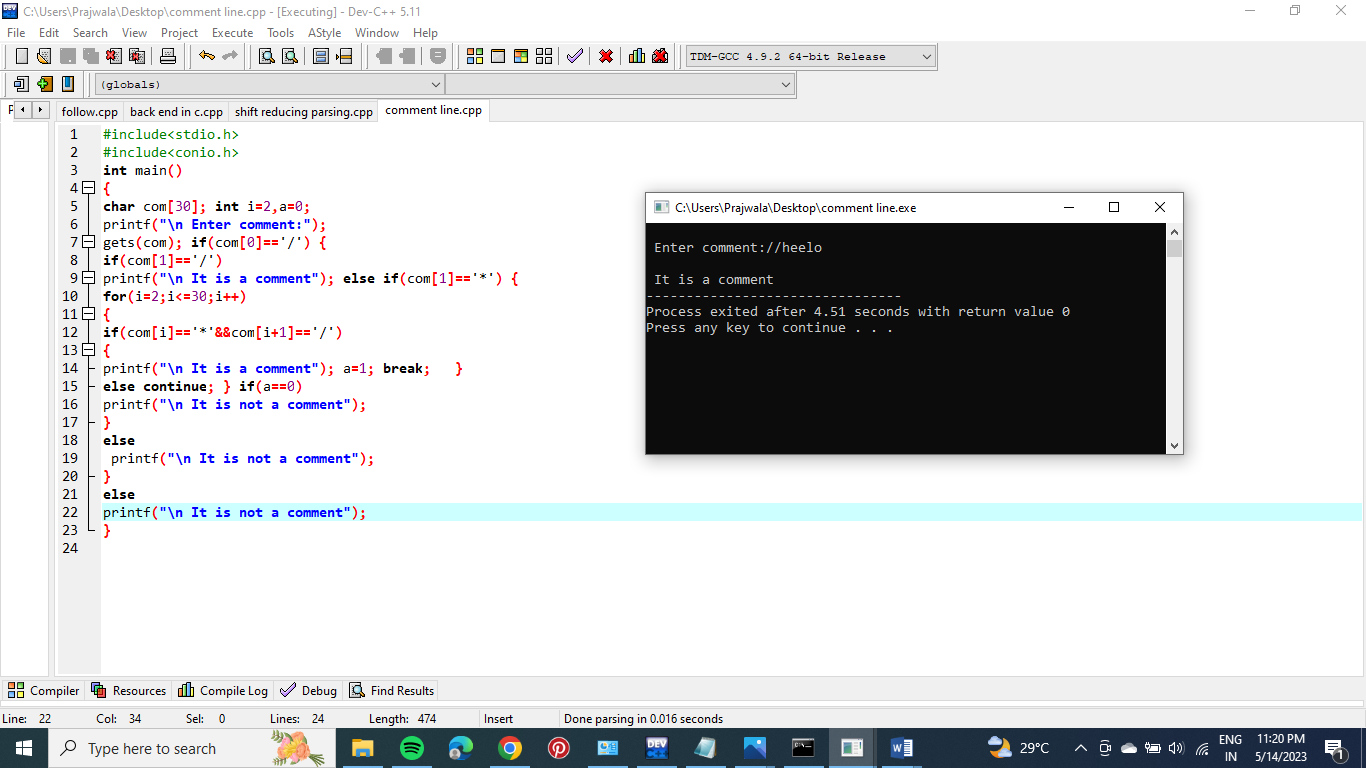 C:\Users\Prajwala\Desktop\comment line.cpp - [Executing] - Dev-C++ 5.11
File Edit Search View Project Execute Tools AStyle Window Help
TDM-GCC 4.9.2 64-bit Release
(globals)
follow.cpp back end in c.cpp shift reducing parsing.cpp comment line.cpp
1 #include<stdio.h>
2 #include<conio.h>
3 int main()
4 {
5 char com[30]; int i=2,a=0;
6 printf("\n Enter comment:");
7 gets(com); if(com[0]=='/') {
8 if(com[1]=='/')
9 printf("\n It is a comment"); else if(com[1]=='*') {
10 for(i=2;i<=30;i++)
11 {
12 if(com[i]=='*'&&com[i+1]=='/')
13 {
14 printf("\n It is a comment"); a=1; break; }
15 else continue; } if(a==0)
16 printf("\n It is not a comment");
17 }
18 else
19 printf("\n It is not a comment");
20 }
21 else
22 printf("\n It is not a comment");
23 }
24
C:\Users\Prajwala\Desktop\comment line.exe
Enter comment://heelo
It is a comment
--------------------------------
Process exited after 4.51 seconds with return value 0
Press any key to continue . . .
Compiler Resources Compile Log Debug Find Results
Line: 22 Col: 34 Sel: 0 Lines: 24 Length: 474 Insert Done parsing in 0.016 seconds
Type here to search
DEV
29°C
ENG
IN
11:20 PM
5/14/2023
1